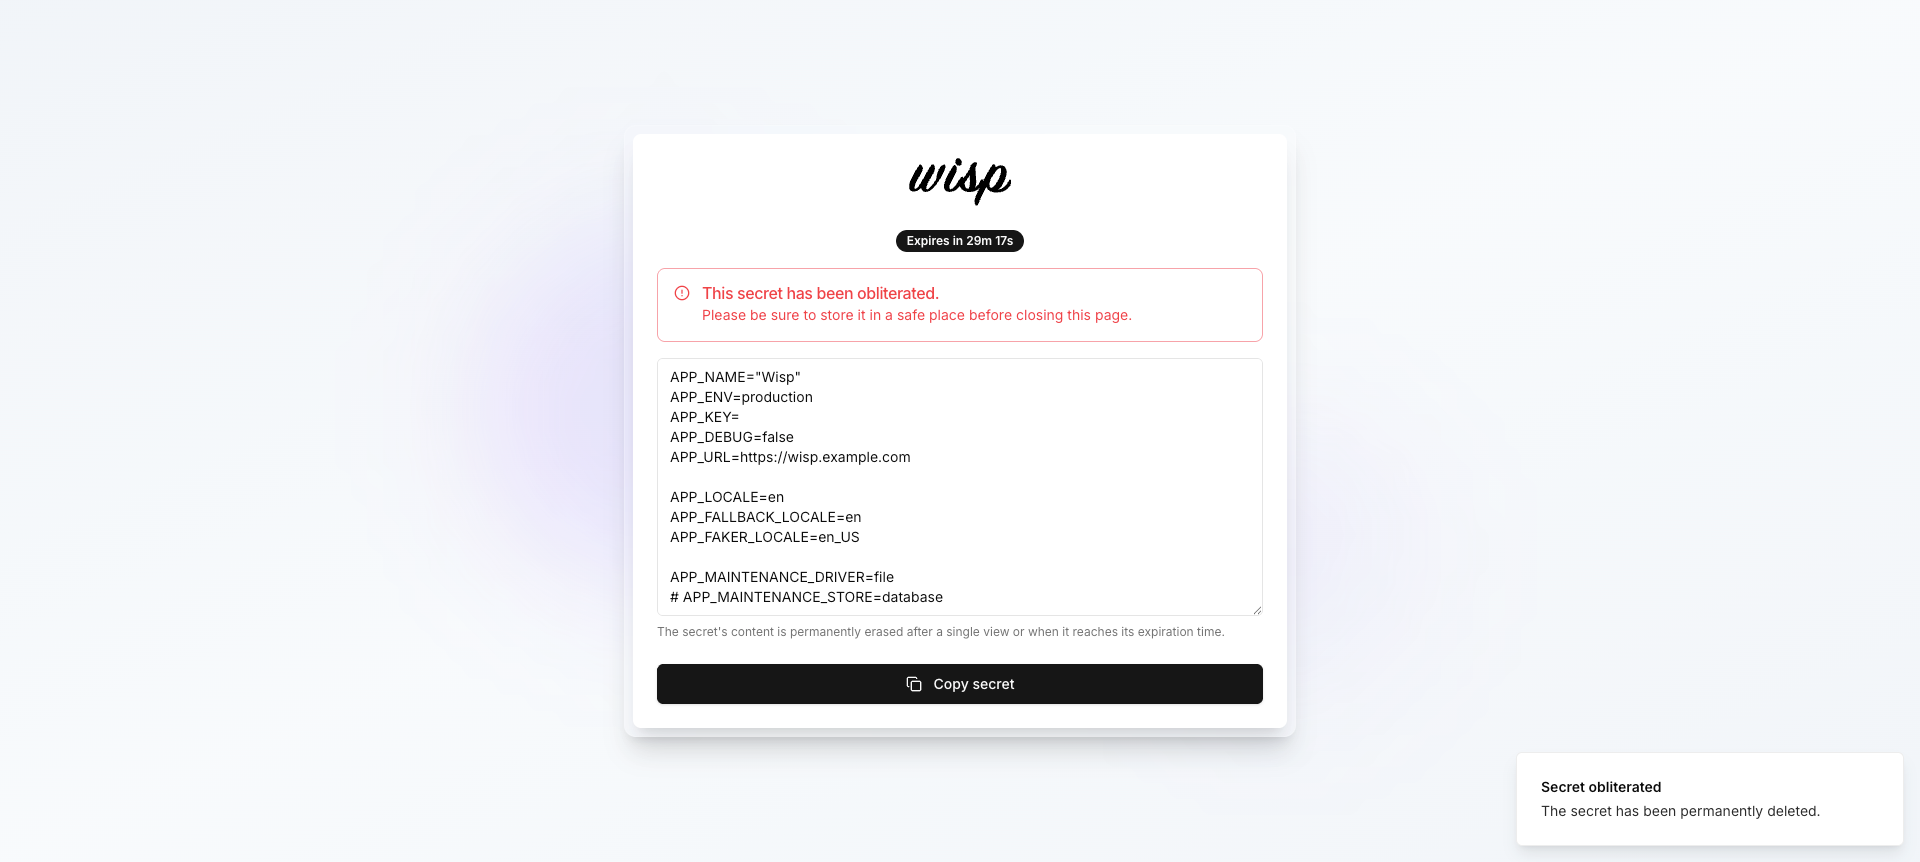 wisp
Expires in 29m 17s
This secret has been obliterated.
Please be sure to store it in a safe place before closing this page.
APP_NAME="Wisp"
APP_ENV=production
APP_KEY=
APP_DEBUG=false
APP_URL=https://wisp.example.com
APP_LOCALE=en
APP_FALLBACK_LOCALE=en
APP_FAKER_LOCALE=en_US
APP_MAINTENANCE_DRIVER=file
# APP_MAINTENANCE_STORE=database
The secret's content is permanently erased after a single view or when it reaches its expiration time.
Copy secret
Secret obliterated
The secret has been permanently deleted.